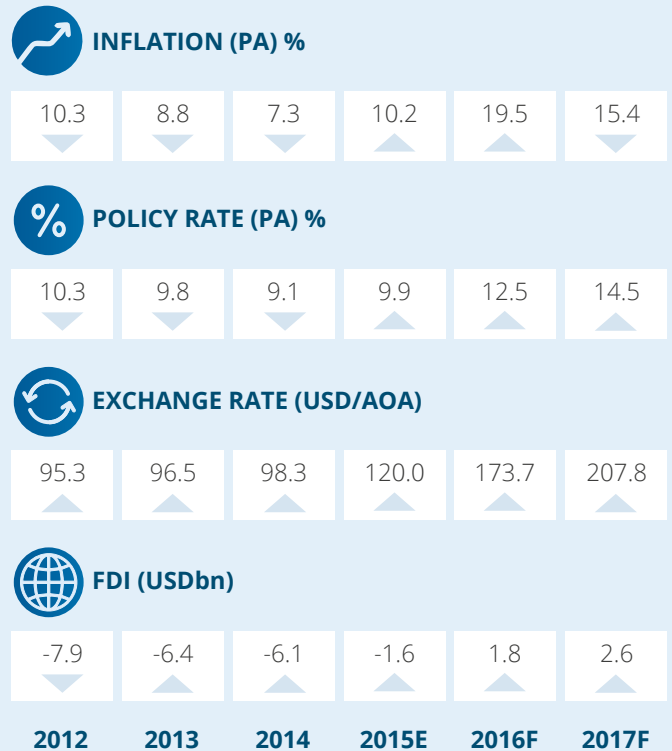 INFLATION (PA) %
10.3 8.8 7.3 10.2 19.5 15.4
% POLICY RATE (PA) %
10.3 9.8 9.1 9.9 12.5 14.5
EXCHANGE RATE (USD/AOA)
95.3 96.5 98.3 120.0 173.7 207.8
FDI (USDbn)
-7.9 -6.4 -6.1 -1.6 1.8 2.6
2012 2013 2014 2015E 2016F 2017F